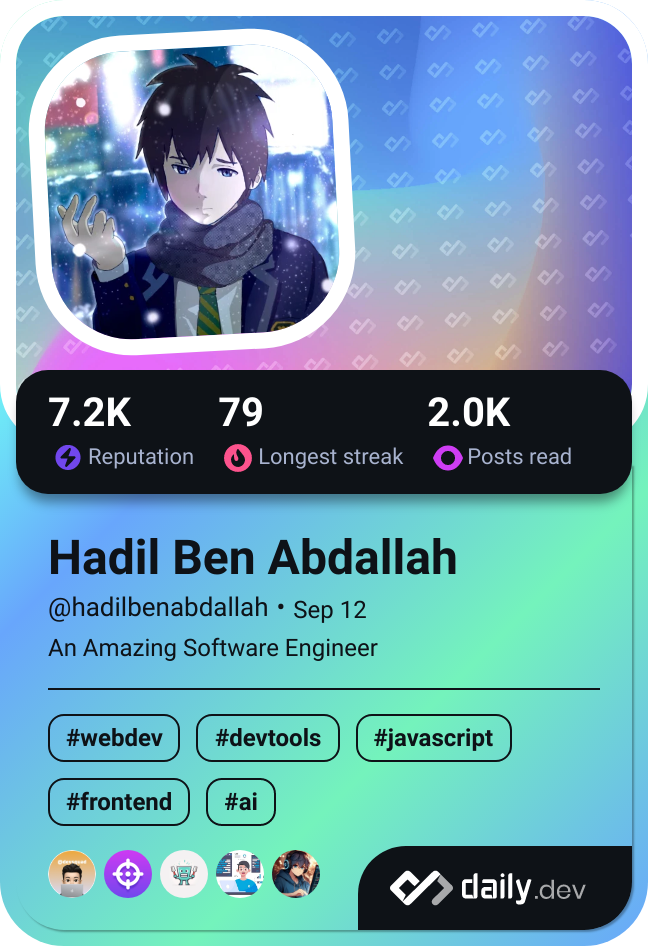 7.2K 79 2.0K
Reputation Longest streak Posts read
Hadil Ben Abdallah
@hadilbenabdallah • Sep 12
An Amazing Software Engineer
#webdev #devtools #javascript
#frontend #ai
daily.dev